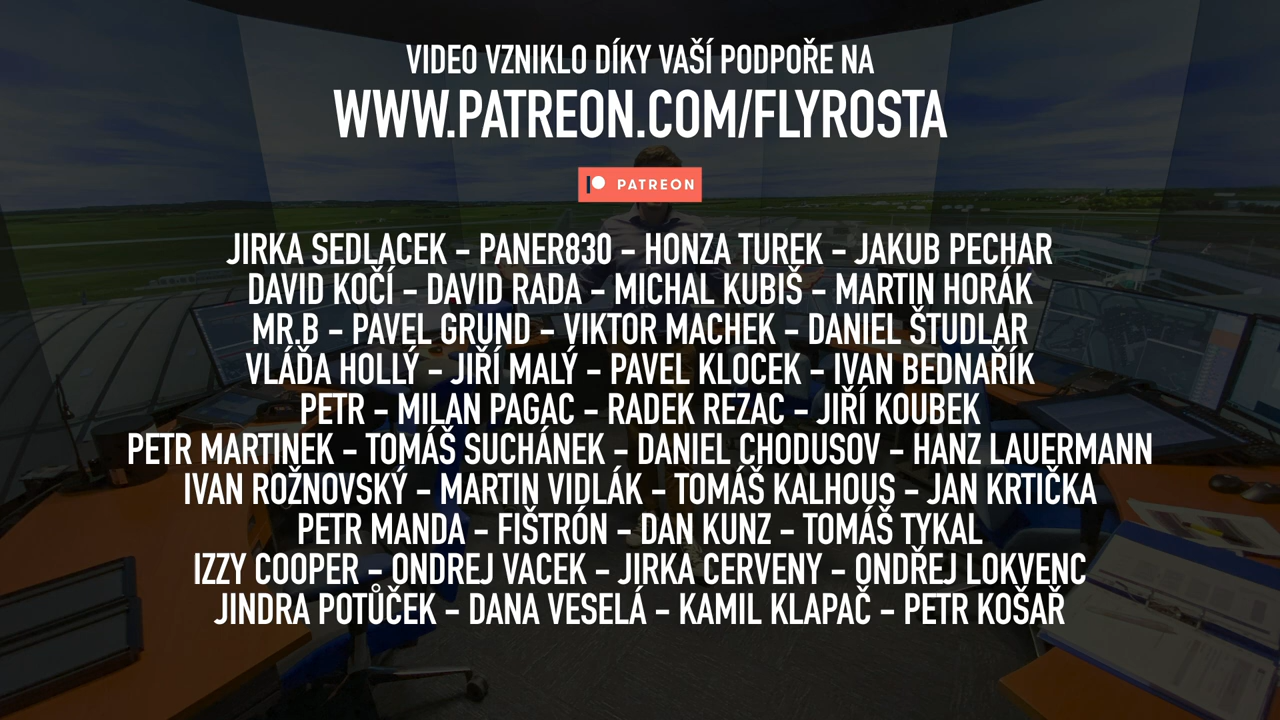 VIDEO VZNIKLO DÍKY VAŠÍ PODPOŘE NA
WWW.PATREON.COM/FLYROSTA
PATREON
JIRKA SEDLACEK - PANER830 - HONZA TUREK - JAKUB PECHAR
DAVID KOČÍ - DAVID RADA - MICHAL KUBIŠ - MARTIN HORÁK
MR.B - PAVEL GRUND - VIKTOR MACHEK - DANIEL ŠTUDLAR
VLÁĎA HOLLÝ - JIŘÍ MALÝ - PAVEL KLOCEK - IVAN BEDNAŘÍK
PETR - MILAN PAGAC - RADEK REZAC - JIŘÍ KOUBEK
PETR MARTINEK - TOMÁŠ SUCHÁNEK - DANIEL CHODUSOV - HANZ LAUERMANN
IVAN ROŽNOVSKÝ - MARTIN VIDLÁK - TOMÁŠ KALHOUS - JAN KRTIČKA
PETR MANDA - FIŠTRÓN - DAN KUNZ - TOMÁŠ TYKAL
IZZY COOPER - ONDREJ VACEK - JIRKA CERVENY - ONDŘEJ LOKVENC
JINDRA POTŮČEK - DANA VESELÁ - KAMIL KLAPAČ - PETR KOŠAŘ